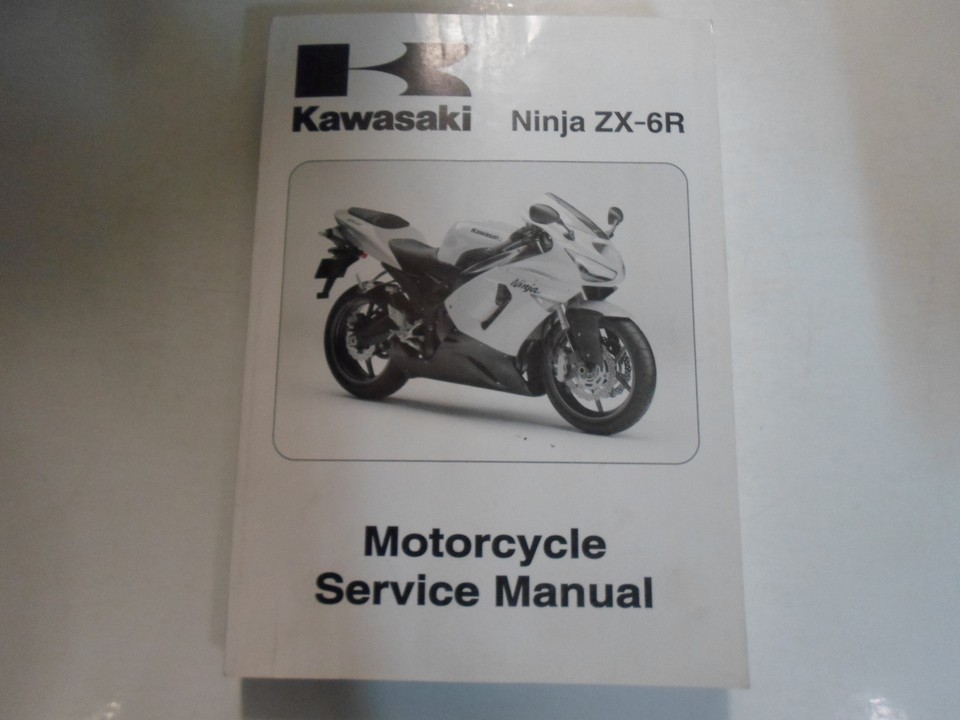 Kawasaki
Ninja ZX-6R
Kawasaki
Ninja
Motorcycle
Service Manual